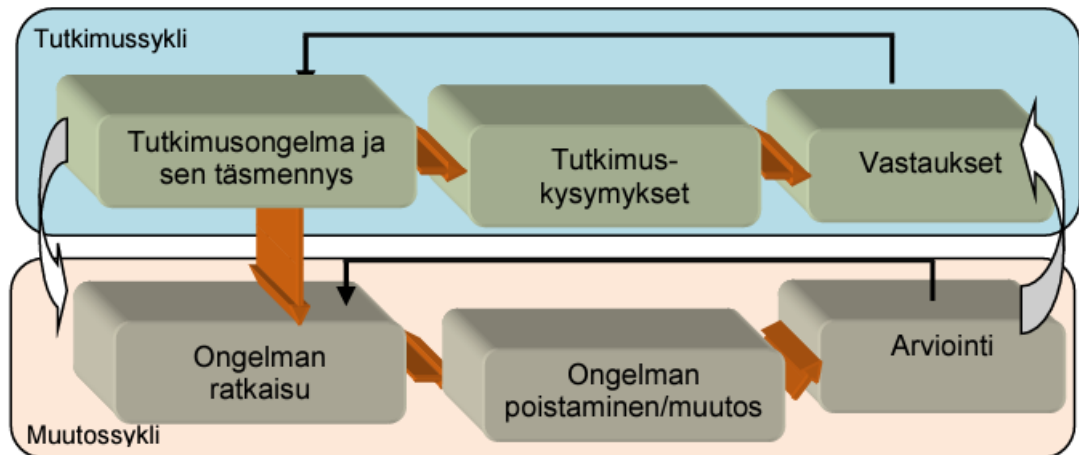 Tutkimussykli
Tutkimusongelma ja
sen täsmennys
Tutkimus-
kysymykset
Vastaukset
Ongelman
ratkaisu
Ongelman
poistaminen/muutos
Arviointi
Muutossykli